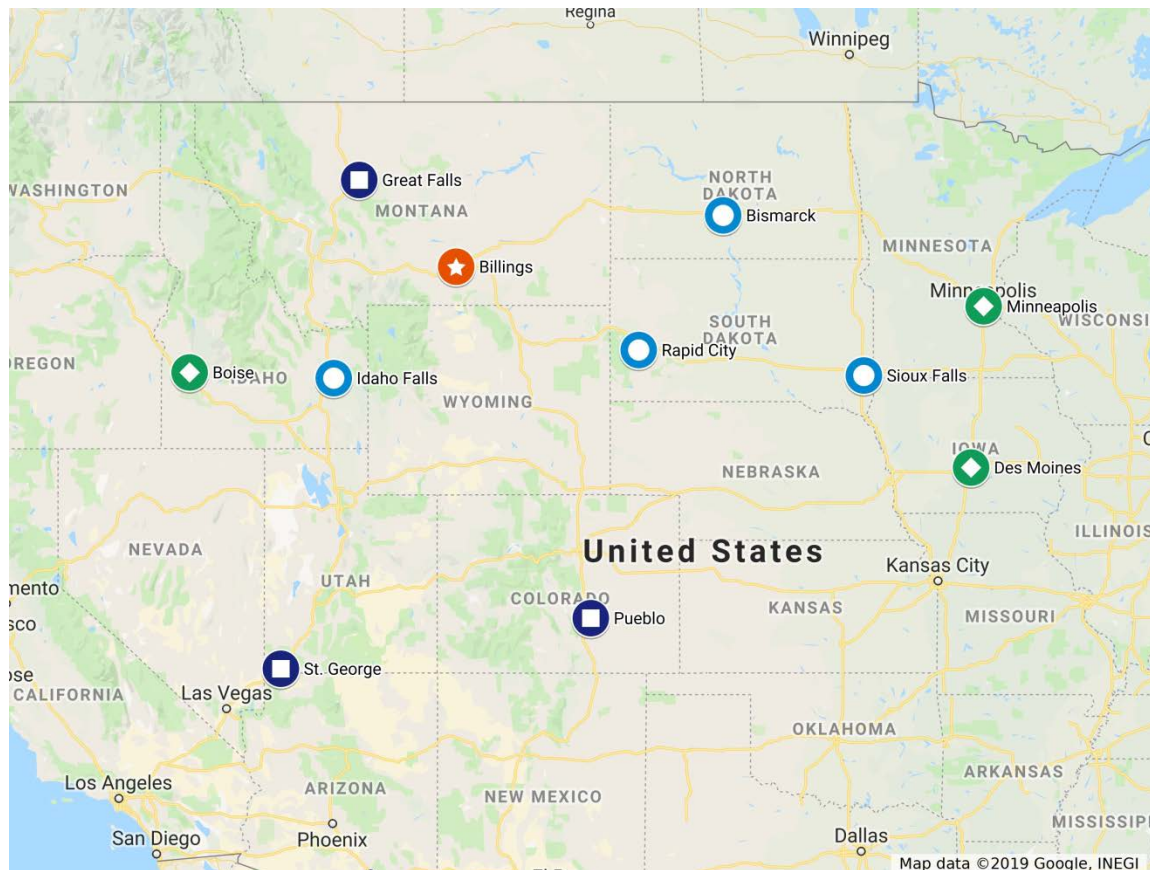 Regina
Winnipeg
Great Falls
WASHINGTON
MONTANA
NORTH
DAKOTA
Bismarck
MINNESOTA
Billings
Minneapolis
Minneapolis
WISCONSI
SOUTH
DAKOTA
Rapid City
OREGON
Boise
IDAHO
Idaho Falls
Sioux Falls
WYOMING
IOWA
Des Moines
NEBRASKA
ILLINOIS
NEVADA
United States
UTAH
COLORADO
Kansas City
mento
KANSAS
Pueblo
MISSOURI
sco
St. George
ose
CALIFORNIA
Las Vegas
OKLAHOMA
Los Angeles
ARIZONA
NEW MEXICO
ARKANSAS
MISSISSIPP
San Diego
Phoenix
Dallas
Map data ©2019 Google, INEGI